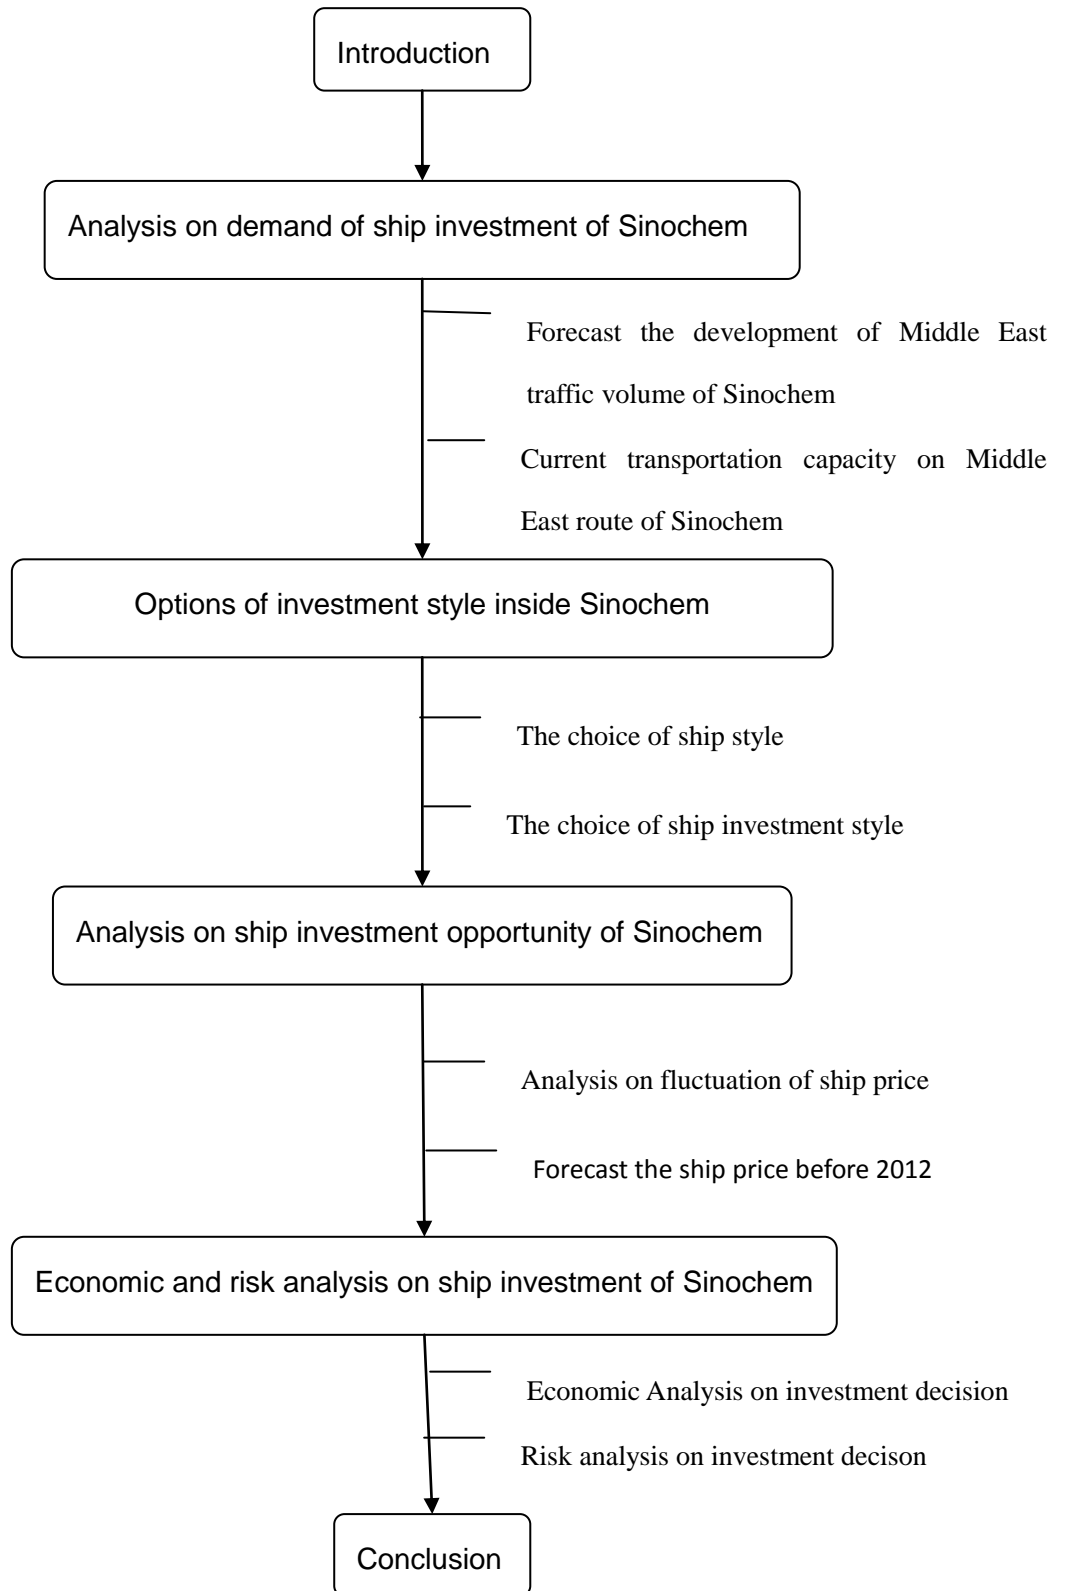 Introduction
Analysis on demand of ship investment of Sinochem
Forecast the development of Middle East
traffic volume of Sinochem
Current transportation capacity on Middle
East route of Sinochem
Options of investment style inside Sinochem
The choice of ship style
The choice of ship investment style
Analysis on ship investment opportunity of Sinochem
Analysis on fluctuation of ship price
Forecast the ship price before 2012
Economic and risk analysis on ship investment of Sinochem
Economic Analysis on investment decision
Risk analysis on investment decison
Conclusion